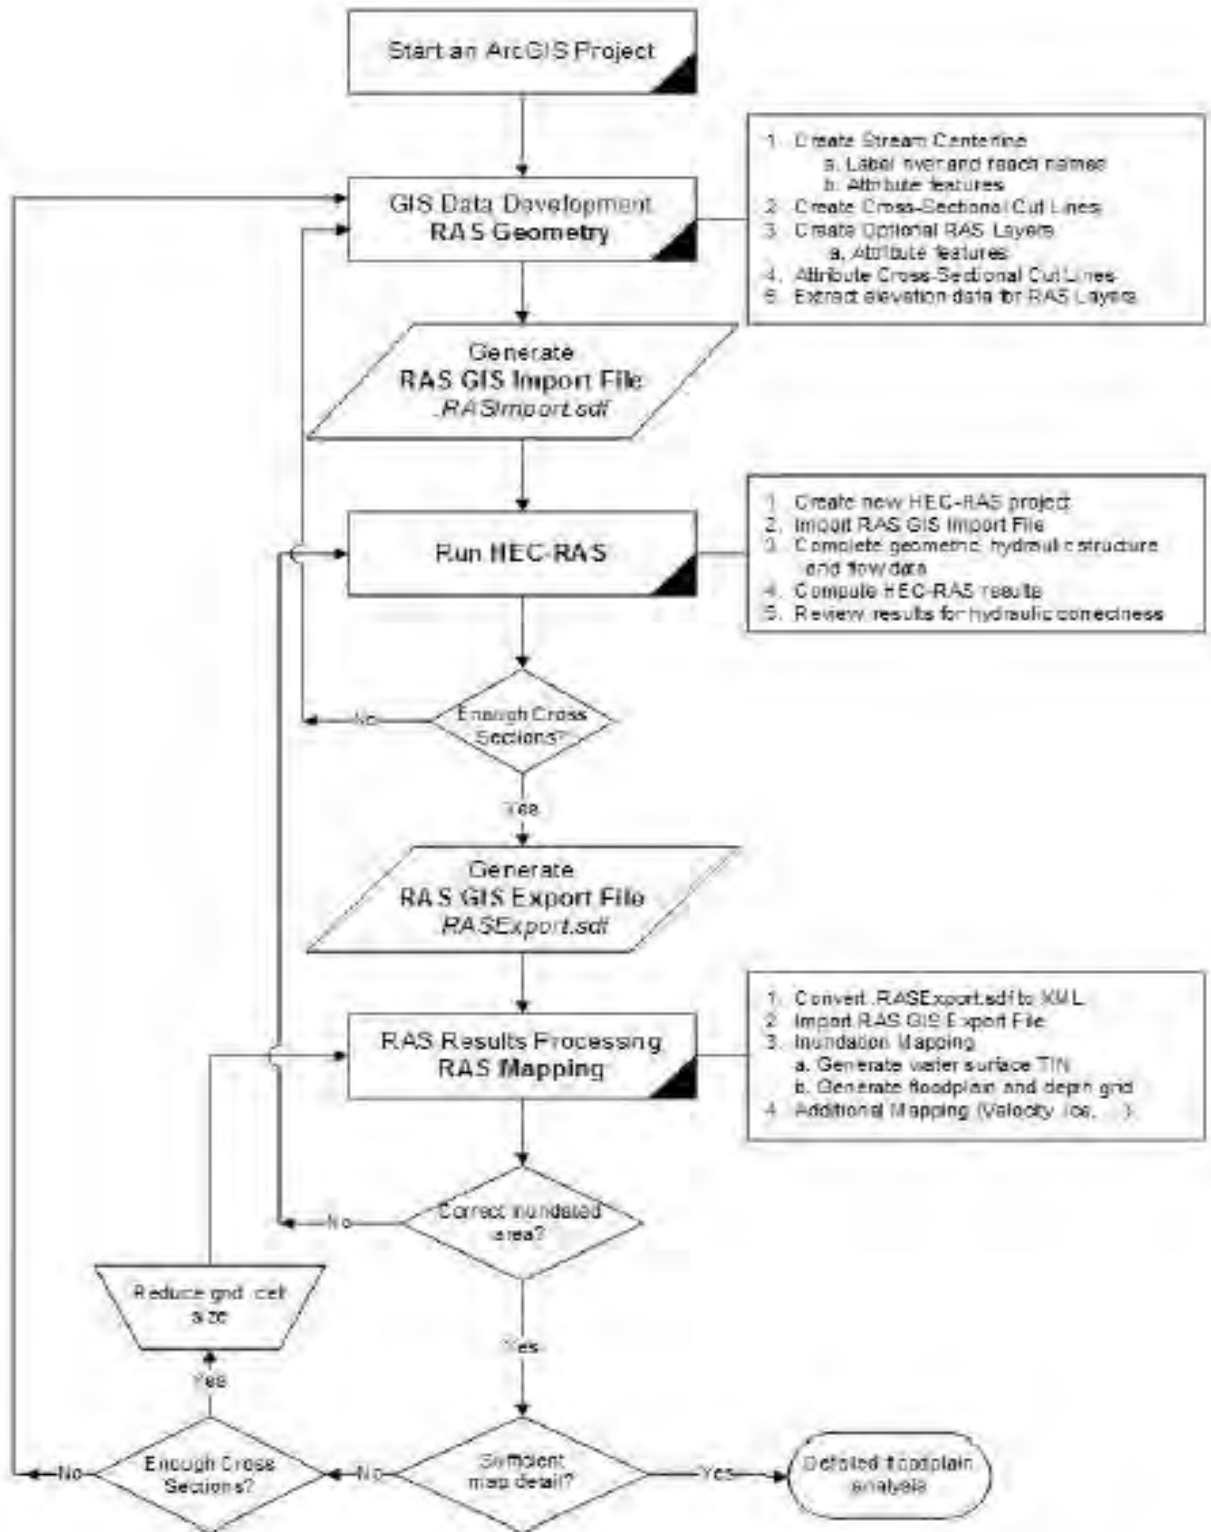 Start an ArcGIS Project
1. Create Stream Centerline
a. Label river and reach names
b. Attribute features
2. Create Cross-Sectional Cut Lines
3. Create Optional RAS Layers
a. Attribute features
4. Attribute Cross-Sectional Cut Lines
5. Extract elevation data for RAS Layers
GIS Data Development
RAS Geometry
Generate
RAS GIS Import File
.RASImport.sdf
Run HEC-RAS
1. Create new HEC-RAS project
2. Import RAS GIS Import File
3. Complete geometric, hydraulic structure
and flow data
4. Compute HEC-RAS results
5. Review results for hydraulic correctness
Enough Cross
Sections?
No
Yes
Generate
RAS GIS Export File
.RASExport.sdf
RAS Results Processing
RAS Mapping
1. Convert .RASExport.sdf to XML
2. Import RAS GIS Export File
3. Inundation Mapping
a. Generate water surface TIN
b. Generate floodplain and depth grid
4. Additional Mapping (Velocity, Ice, ...)
Correct inundated
area?
No
Yes
Reduce grid cell
size
Yes
Enough Cross
Sections?
No
Sufficient
map detail?
No
Yes
Detailed floodplain
analysis